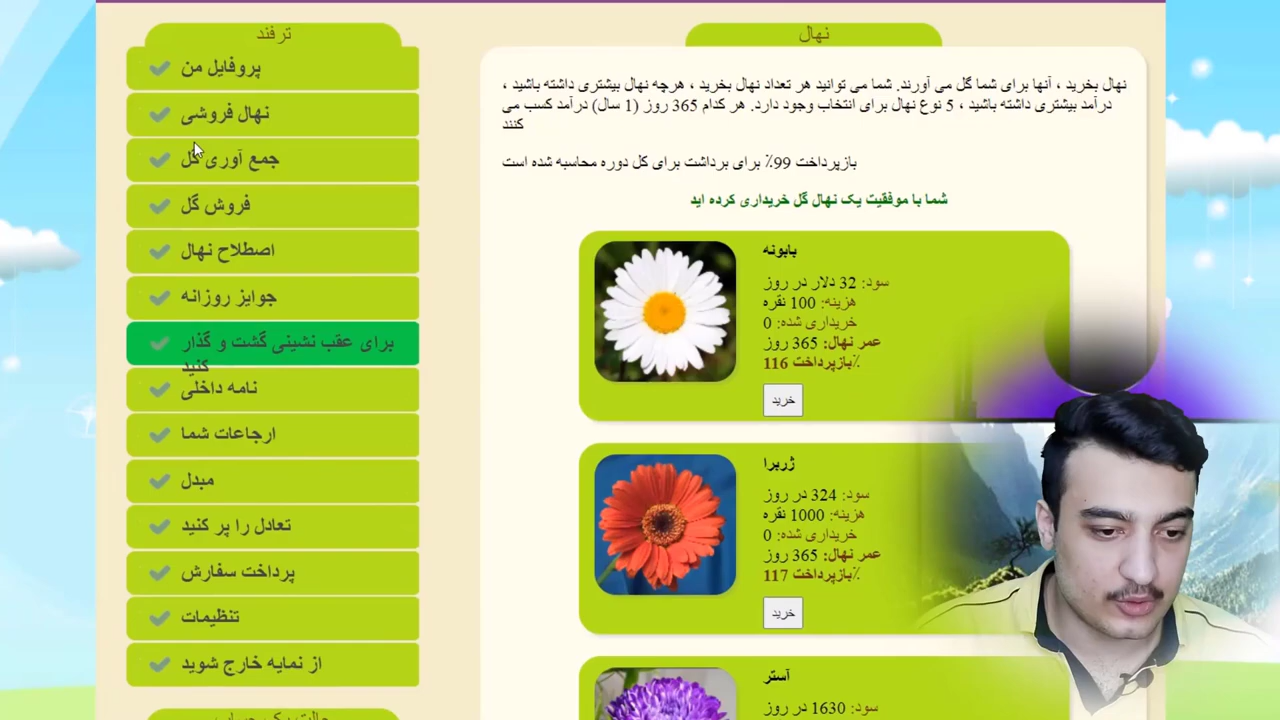 ترفند
پروفایل من
نهال فروشی
جمع آوری گل
فروش گل
اصطلاح نهال
جوایز روزانه
برای عقب نشینی گشت و گذار
کنید
نامه داخلی
ارجاعات شما
مبدل
تعادل را پر کنید
پرداخت سفارش
تنظیمات
از نمایه خارج شوید
نهال
نهال بخرید ، آنها برای شما گل می آورند. شما می توانید هر تعداد نهال بخرید ، هرچه نهال بیشتری داشته باشید ،
درآمد بیشتری داشته باشید ، 5 نوع نهال برای انتخاب وجود دارد. هر کدام 365 روز (1 سال) درآمد کسب می
کنند
بازپرداخت 99٪ برای برداشت برای کل دوره محاسبه شده است
شما با موفقیت یک نهال گل خریداری کرده اید
بابونه
سود: 32 دلار در روز
هزینه: 100 نقره
خریداری شده: 0
عمر نهال: 365 روز
٪بازپرداخت 116
خرید
ژربرا
سود: 324 در روز
هزینه: 1000 نقره
خریداری شده: 0
عمر نهال: 365 روز
٪بازپرداخت 117
خرید
آستر
سود: 1630 در روز